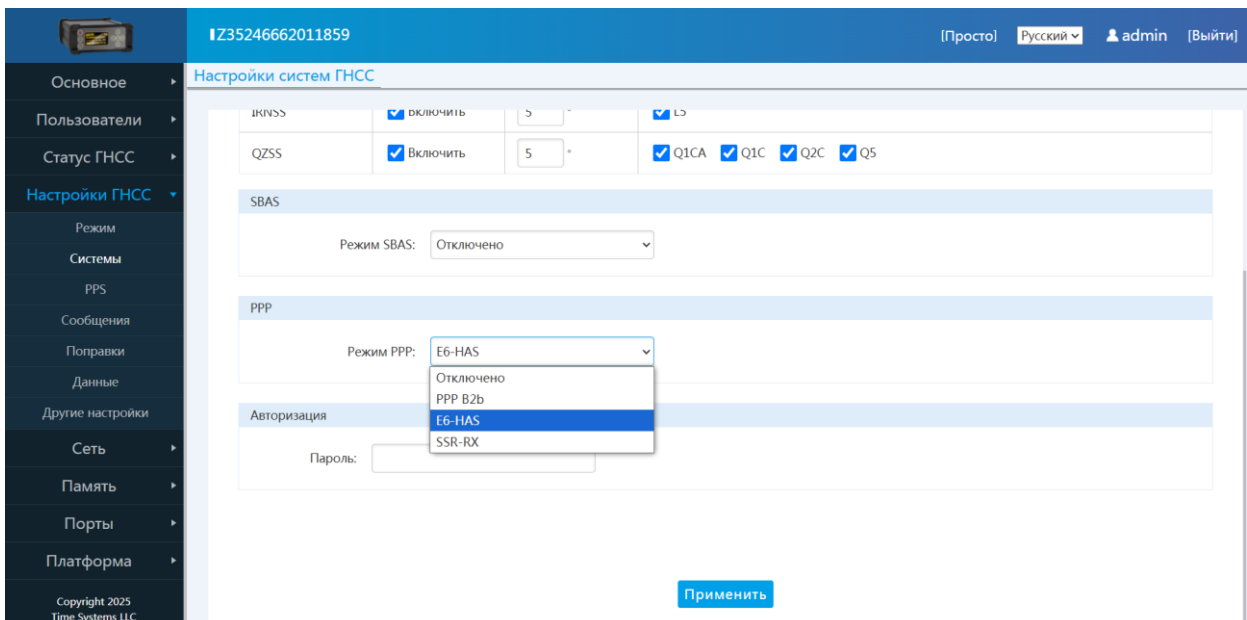 IZ35246662011859 [Просто] Русский admin [Выйти]
Настройки систем ГНСС
Основное
Пользователи
Статус ГНСС
Настройки ГНСС
Режим
Системы
PPS
Сообщения
Поправки
Данные
Другие настройки
Сеть
Память
Порты
Платформа
Copyright 2025
Time Systems LLC
IRNSS Включить 5 ° L5
QZSS Включить 5 ° Q1CA Q1C Q2C Q5
SBAS
Режим SBAS: Отключено
PPP
Режим PPP: E6-HAS
Отключено
PPP B2b
E6-HAS
SSR-RX
Авторизация
Пароль:
Применить